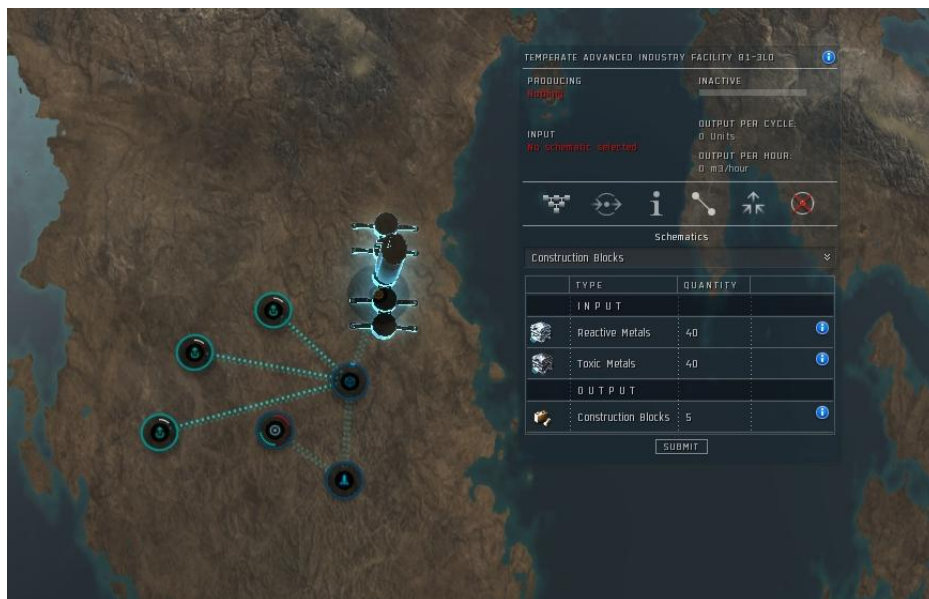 TEMPERATE ADVANCED INDUSTRY FACILITY 81-3LO
PRODUCING
Nothing
INACTIVE
INPUT
No schematic selected
OUTPUT PER CYCLE:
0 Units
OUTPUT PER HOUR:
0 m3/hour
Schematics
Construction Blocks
TYPE QUANTITY
INPUT
Reactive Metals 40
Toxic Metals 40
OUTPUT
Construction Blocks 5
SUBMIT